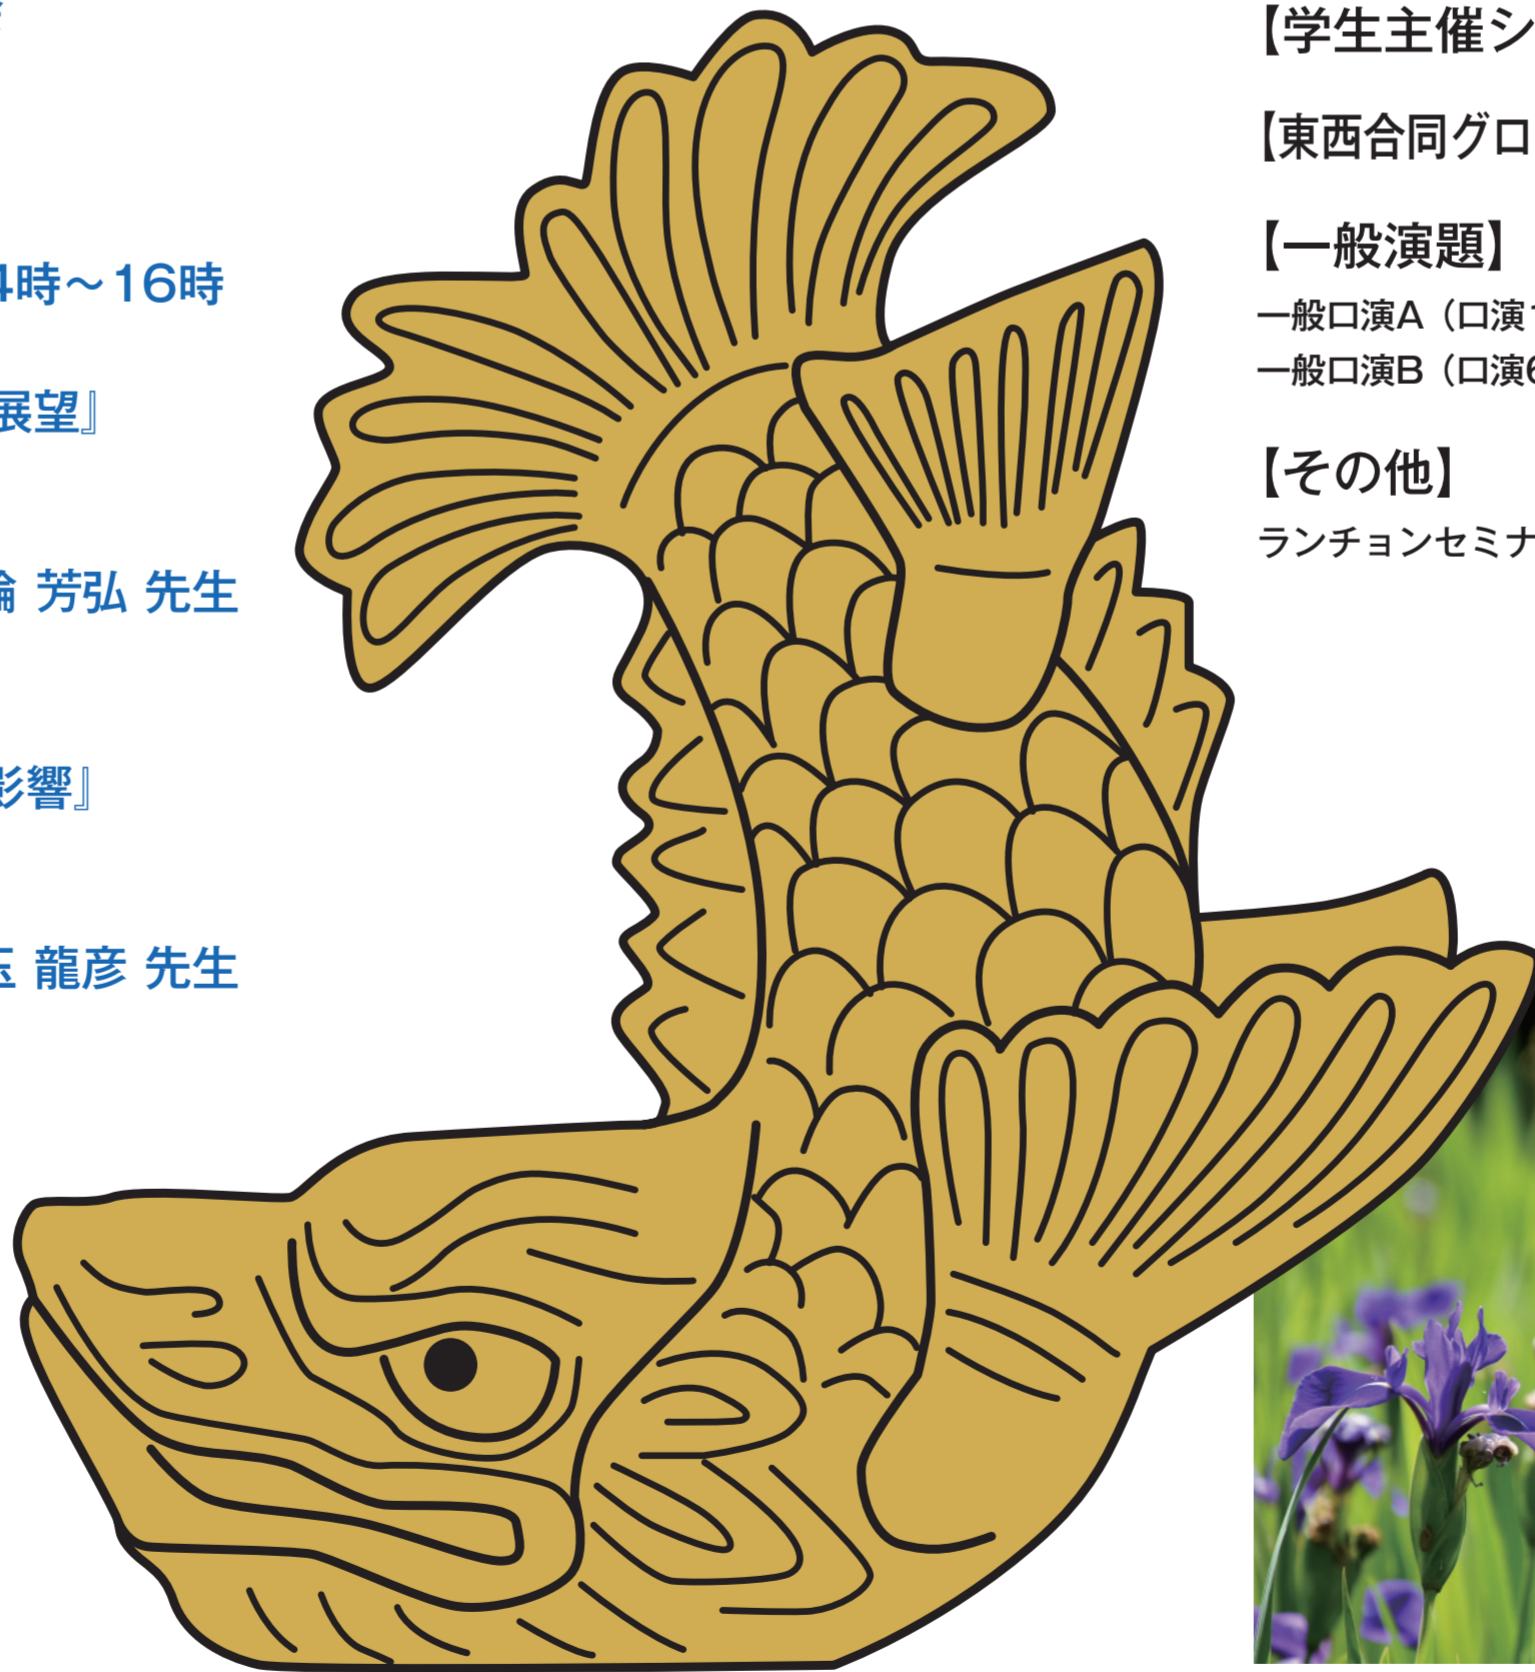 4時～16時
展望』
芳弘 先生
影響』
龍彦 先生
【学生主催シ
【東西合同グロ
【一般演題】
一般口演A（口演1
一般口演B（口演6
【その他】
ランチョンセミナ